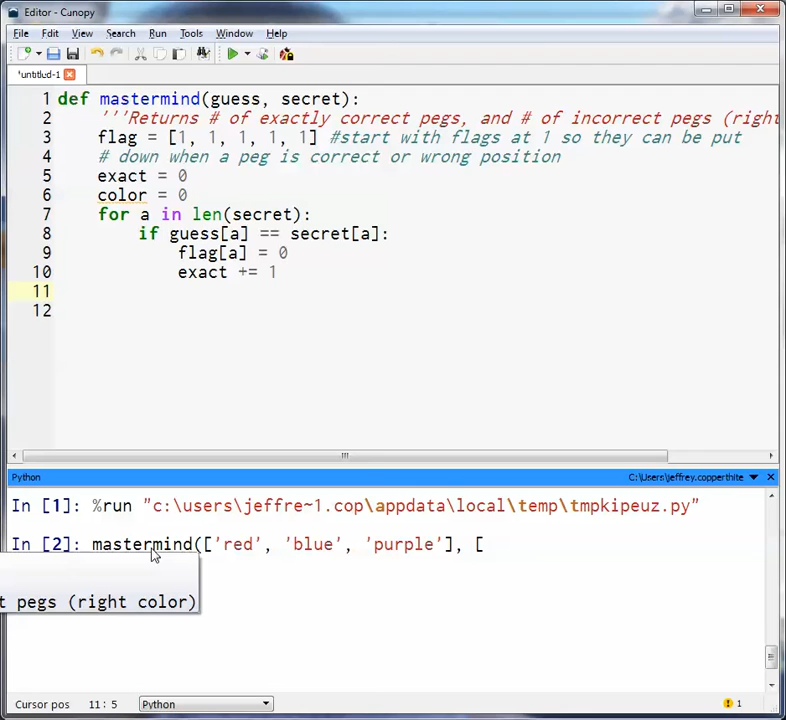 Editor - Cunopy
File Edit View Search Run Tools Window Help
*untitled-1
1 def mastermind(guess, secret):
2 '''Returns # of exactly correct pegs, and # of incorrect pegs (right
3 flag = [1, 1, 1, 1, 1] #start with flags at 1 so they can be put
4 # down when a peg is correct or wrong position
5 exact = 0
6 color = 0
7 for a in len(secret):
8 if guess[a] == secret[a]:
9 flag[a] = 0
10 exact += 1
11
12
Python C:\Users\jeffrey.copperthite
In [1]: %run "c:\users\jeffre~1.cop\appdata\local\temp\tmpkipeuz.py"
In [2]: mastermind(['red', 'blue', 'purple'], [
t pegs (right color)
Cursor pos 11: 5 Python 1